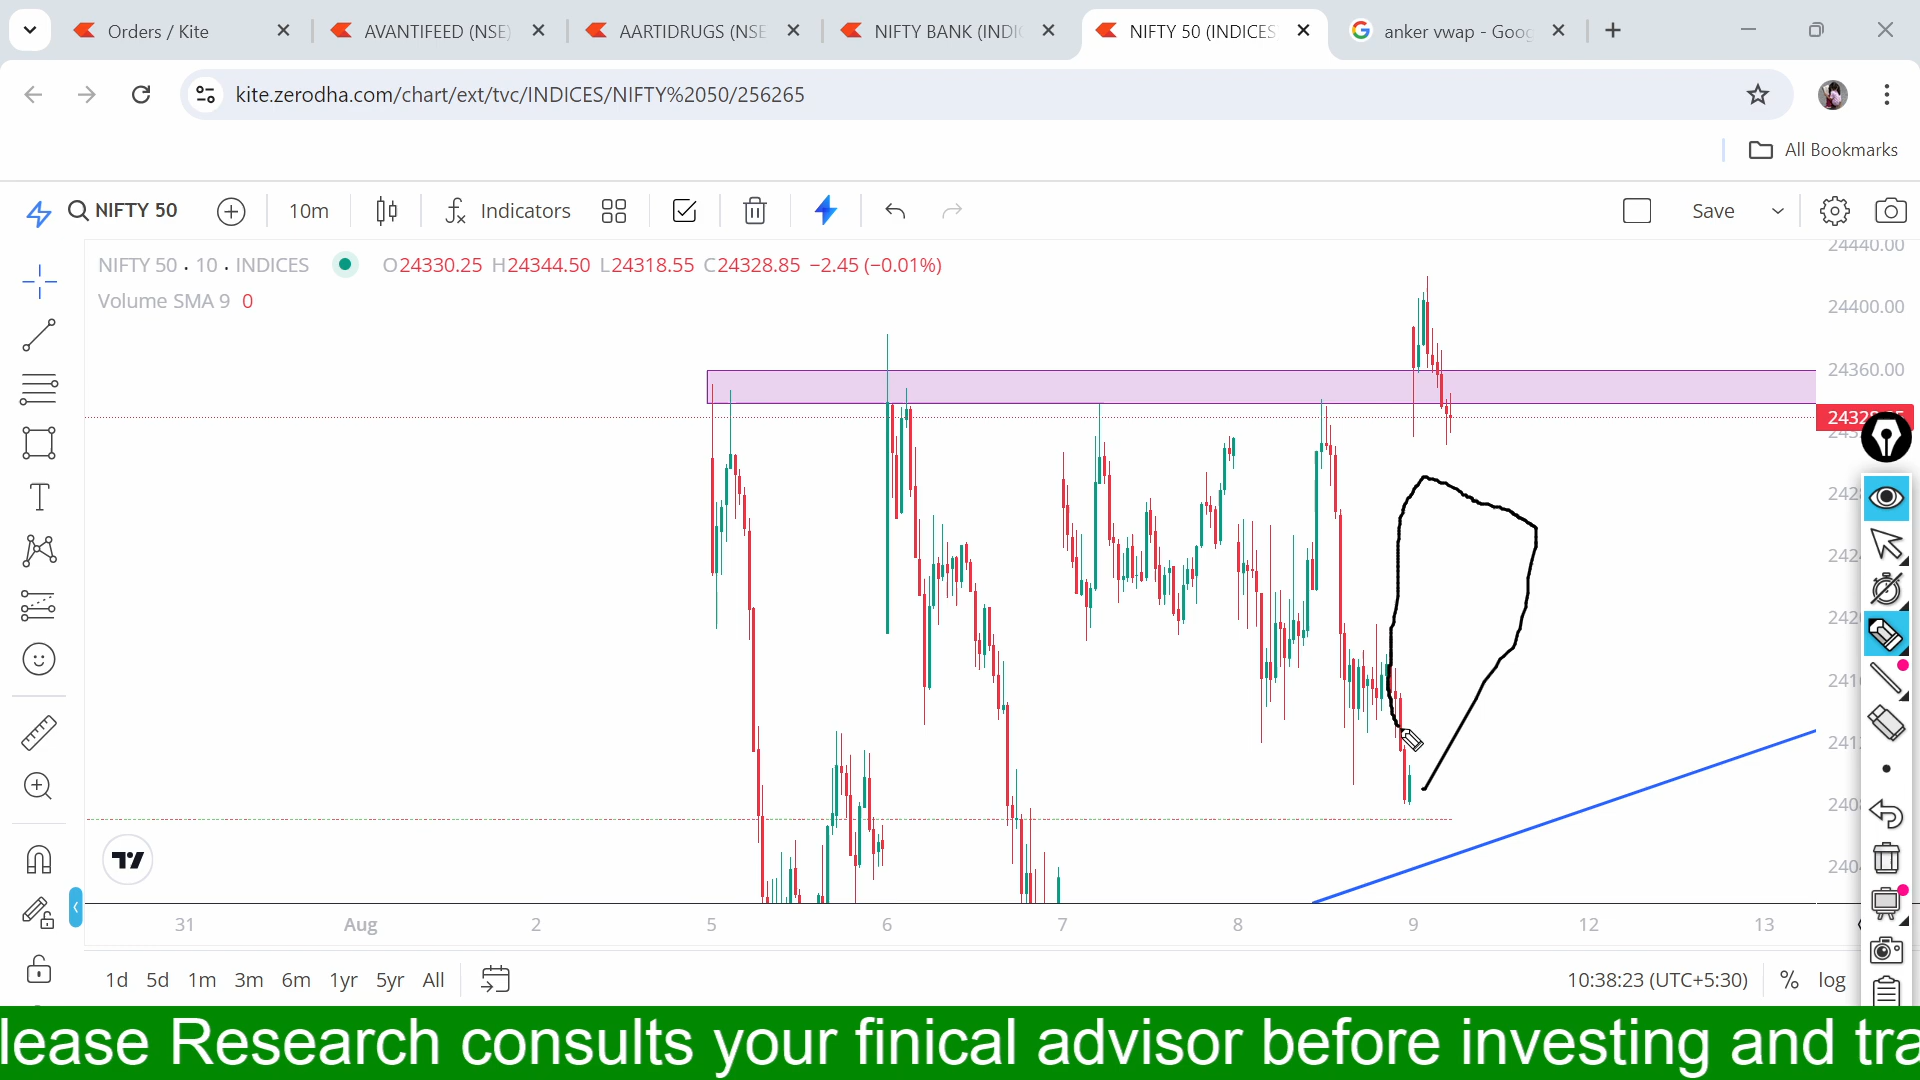 Orders / Kite
AVANTIFEED (NSE)
AARTIDRUGS (NSE
NIFTY BANK (INDIC
NIFTY 50 (INDICES
anker vwap - Goog
kite.zerodha.com/chart/ext/tvc/INDICES/NIFTY%2050/256265
All Bookmarks
NIFTY 50
10m
Indicators
Save
NIFTY 50 . 10 . INDICES
O24330.25 H24344.50 L24318.55 C24328.85 −2.45 (−0.01%)
Volume SMA 9 0
24440.00
24400.00
24360.00
31 Aug 2 5 6 7 8 9 12 13
1d 5d 1m 3m 6m 1yr 5yr All
10:38:23 (UTC+5:30) % log
lease Research consults your finical advisor before investing and tra